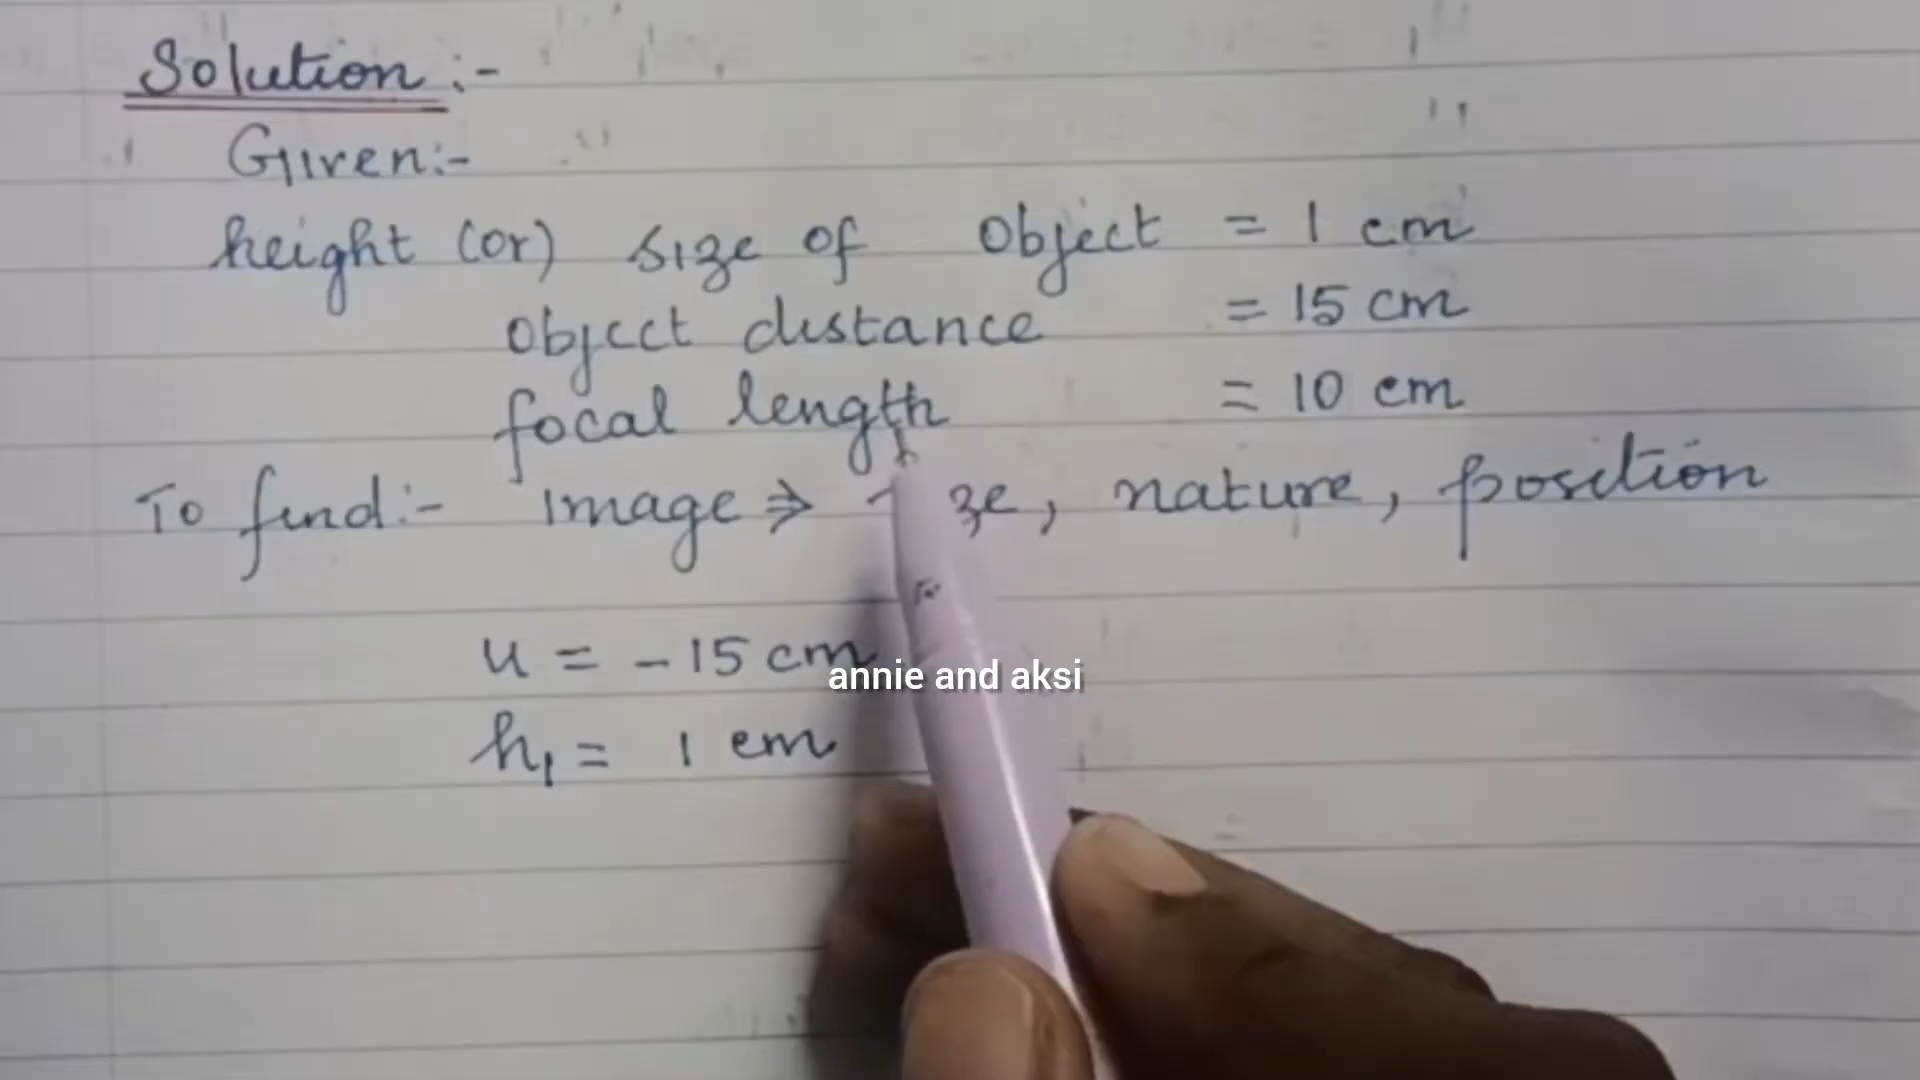 Solution :-
Given:-
height (or) size of object = 1 cm
object distance = 15 cm
focal length = 10 cm
To find:- image ⇒ ze, nature, position
u = - 15 cm
annie and aksi
h₁ = 1 cm